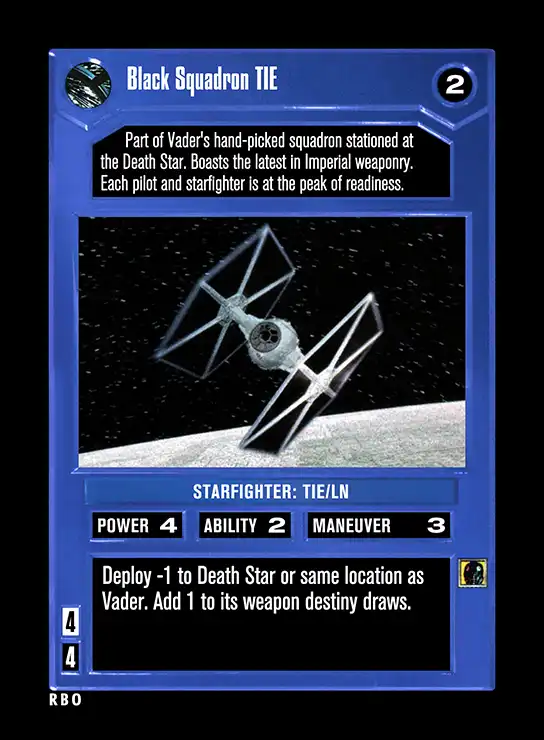 Black Squadron TIE
2
Part of Vader's hand-picked squadron stationed at
the Death Star. Boasts the latest in Imperial weaponry.
Each pilot and starfighter is at the peak of readiness.
STARFIGHTER: TIE/LN
POWER 4 ABILITY 2 MANEUVER 3
Deploy -1 to Death Star or same location as
Vader. Add 1 to its weapon destiny draws.
4
4
RBO